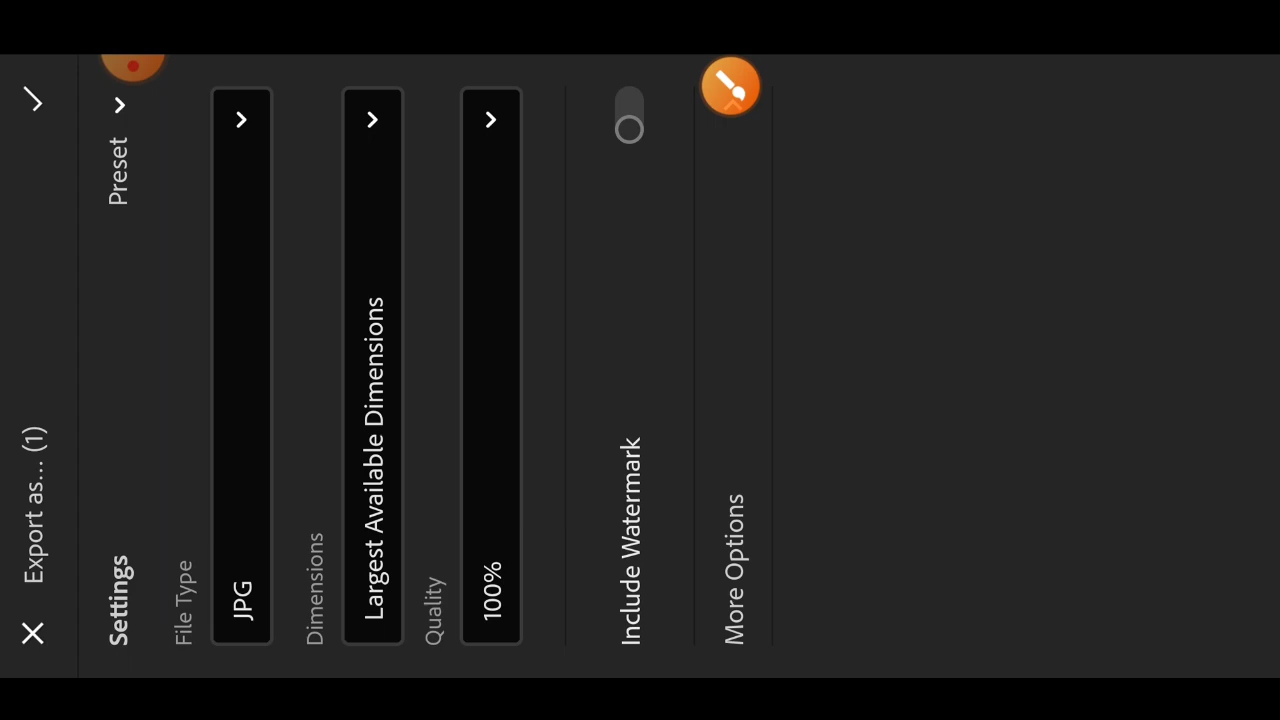 Export as... (1)
Settings
Preset
File Type
JPG
Dimensions
Largest Available Dimensions
Quality
100%
Include Watermark
More Options